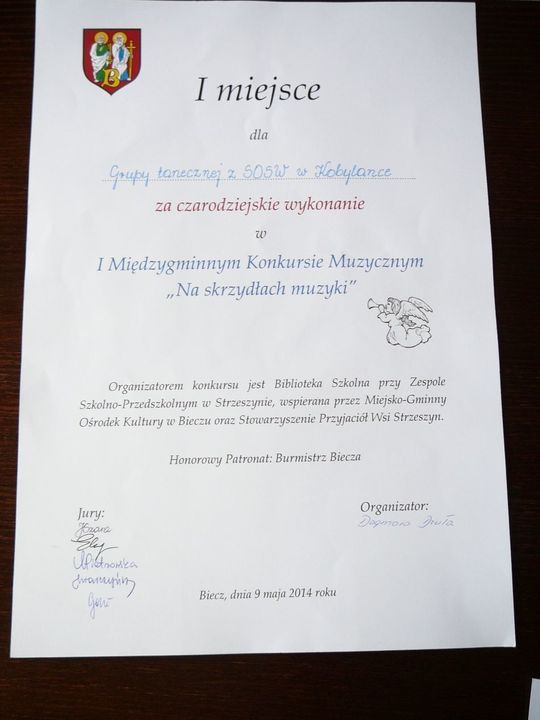 B
I miejsce
dla
Grupy tanecznej z SOSW w Kobylance
za czarodziejskie wykonanie
w
I Międzygminnym Konkursie Muzycznym
„Na skrzydłach muzyki”
Organizatorem konkursu jest Biblioteka Szkolna przy Zespole
Szkolno-Przedszkolnym w Strzeszynie, wspierana przez Miejsko-Gminny
Ośrodek Kultury w Bieczu oraz Stowarzyszenie Przyjaciół Wsi Strzeszyn.
Honorowy Patronat: Burmistrz Biecza
Jury:
Organizator:
Dagmara
Biecz, dnia 9 maja 2014 roku